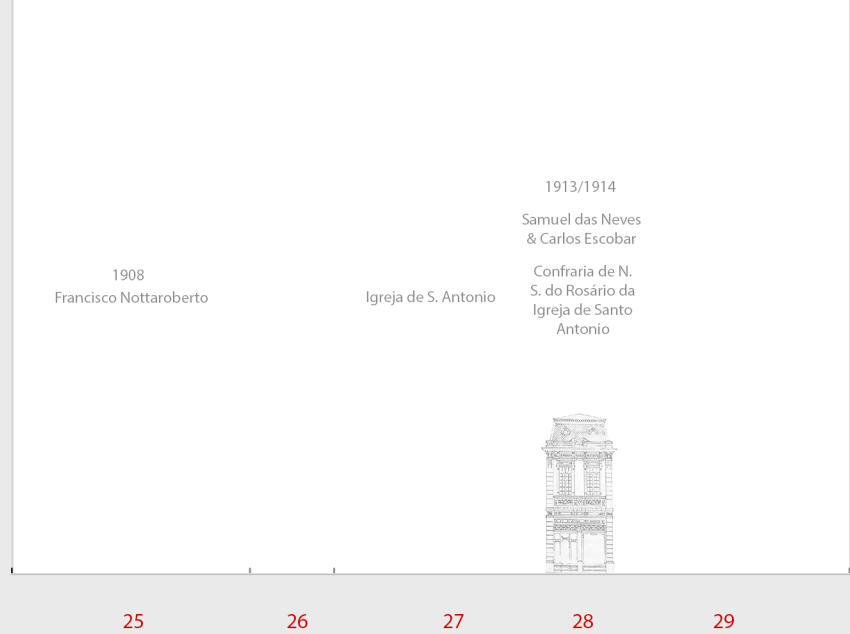 1913/1914
Samuel das Neves
& Carlos Escobar
Confraria de N.
S. do Rosário da
Igreja de Santo
Antonio
1908
Francisco Nottaroberto
Igreja de S. Antonio
25
26
27
28
29